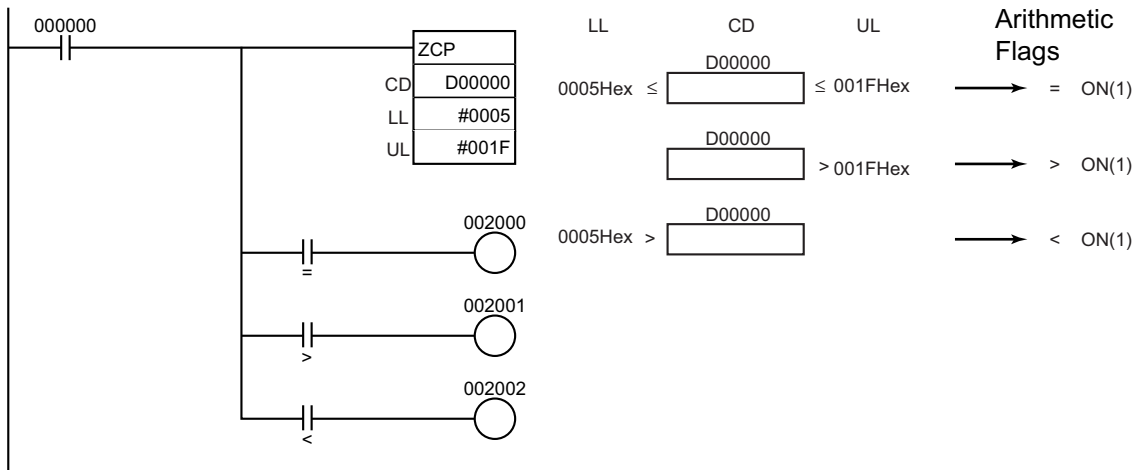 000000
ZCP
CD D00000
LL #0005
UL #001F
002000
=
002001
>
002002
<
LL CD UL Arithmetic
Flags
D00000
0005Hex ≤ ≤ 001FHex = ON(1)
D00000
> 001FHex > ON(1)
D00000
0005Hex > < ON(1)